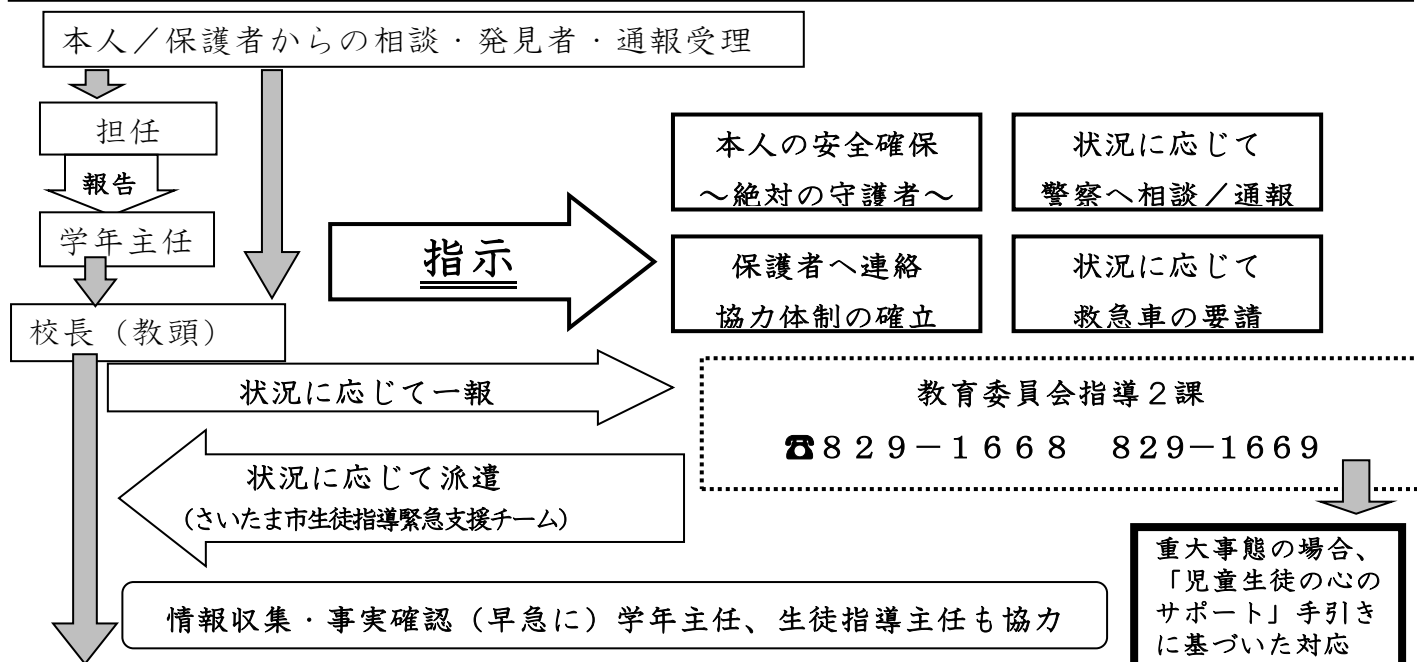 本人／保護者からの相談・発見者・通報受理
担任
報告
学年主任
校長（教頭）
指示
本人の安全確保
～絶対の守護者～
状況に応じて
警察へ相談／通報
保護者へ連絡
協力体制の確立
状況に応じて
救急車の要請
状況に応じて一報
教育委員会指導２課
☎８２９－１６６８　829－1669
状況に応じて派遣
（さいたま市生徒指導緊急支援チーム）
重大事態の場合、
「児童生徒の心の
サポート」手引き
に基づいた対応
情報収集・事実確認（早急に）学年主任、生徒指導主任も協力